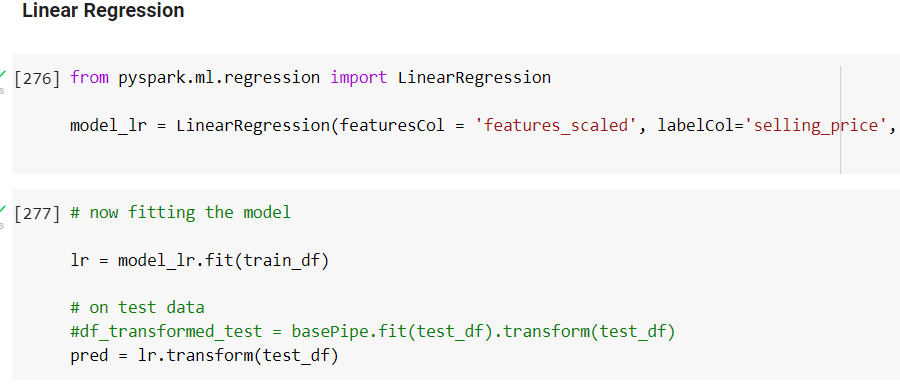 Linear Regression
[276] from pyspark.ml.regression import LinearRegression
model_lr = LinearRegression(featuresCol = 'features_scaled', labelCol='selling_price',
[277] # now fitting the model
lr = model_lr.fit(train_df)
# on test data
#df_transformed_test = basePipe.fit(test_df).transform(test_df)
pred = lr.transform(test_df)